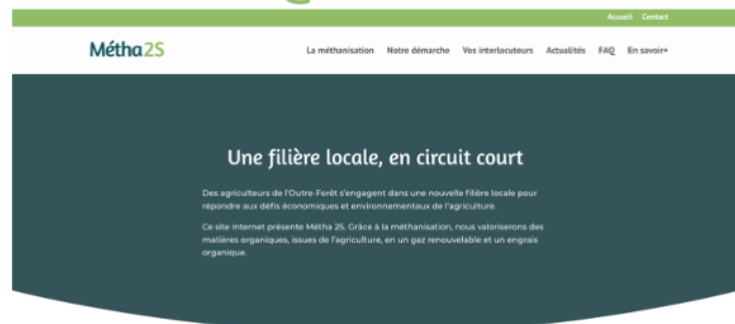 Accueil Contact
Métha2S
La méthanisation Notre démarche Vos interlocuteurs Actualités FAQ En savoir+
Une filière locale, en circuit court
Des agriculteurs de l'Outre-Forêt s'engagent dans une nouvelle filière locale pour
répondre aux défis économiques et environnementaux de l'agriculture.
Ce site internet présente Métha 2S. Grâce à la méthanisation, nous valoriserons des
matières organiques, issues de l'agriculture, en un gaz renouvelable et un engrais
organique.